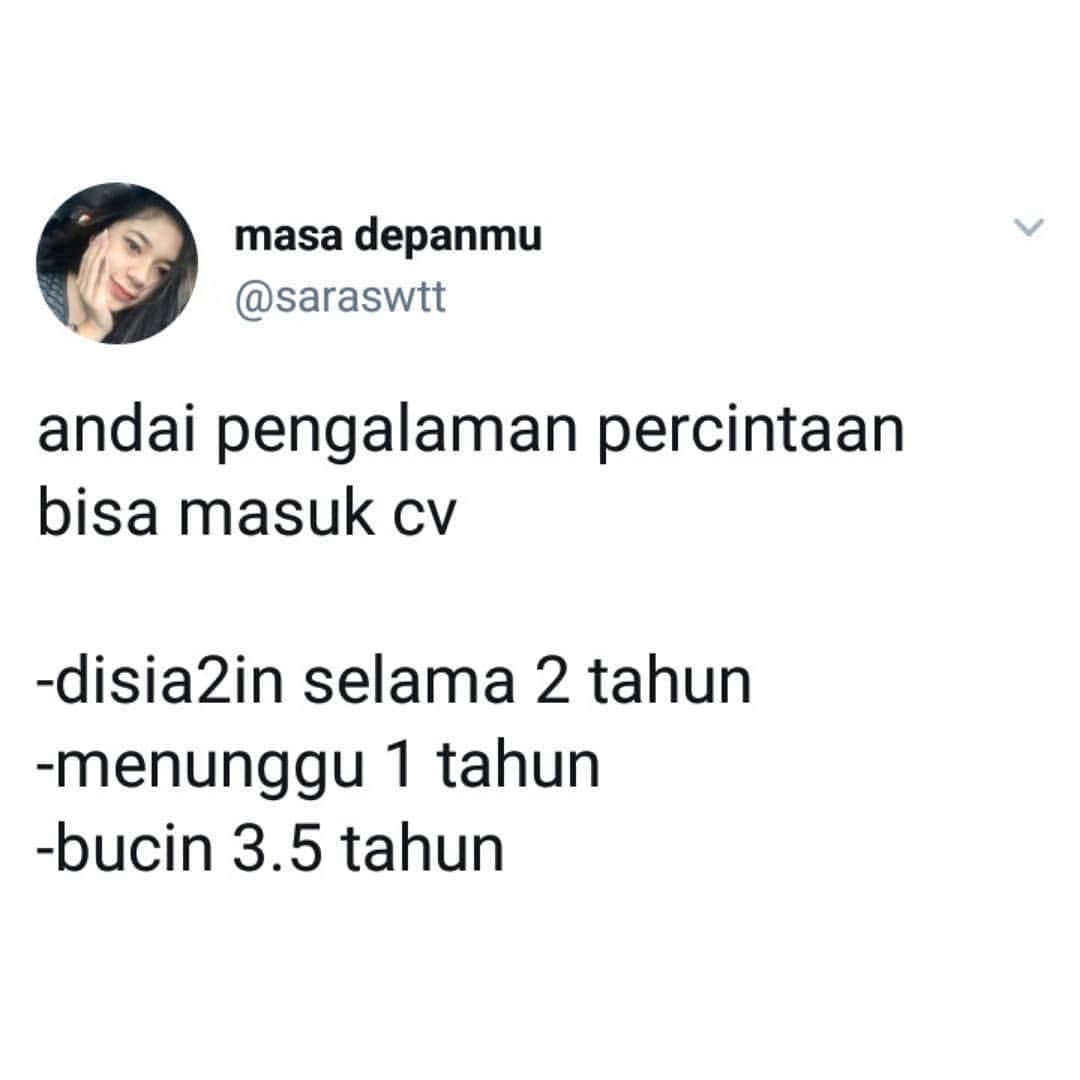 masa depanmu
@saraswtt
andai pengalaman percintaan
bisa masuk cv
-disia2in selama 2 tahun
-menunggu 1 tahun
-bucin 3.5 tahun